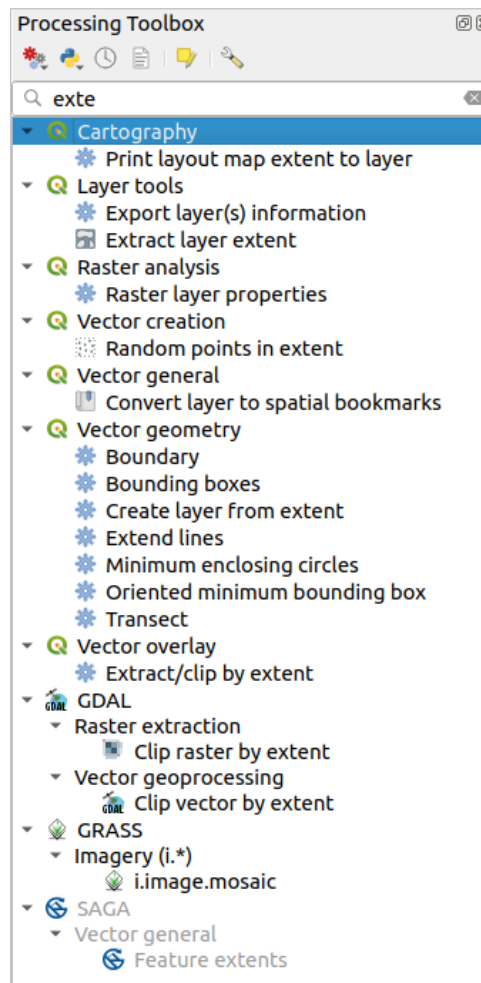 Processing Toolbox
exte
Cartography
Print layout map extent to layer
Layer tools
Export layer(s) information
Extract layer extent
Raster analysis
Raster layer properties
Vector creation
Random points in extent
Vector general
Convert layer to spatial bookmarks
Vector geometry
Boundary
Bounding boxes
Create layer from extent
Extend lines
Minimum enclosing circles
Oriented minimum bounding box
Transect
Vector overlay
Extract/clip by extent
GDAL GDAL
Raster extraction
Clip raster by extent
Vector geoprocessing
GDAL Clip vector by extent
GRASS
Imagery (i.*)
i.image.mosaic
SAGA
Vector general
Feature extents